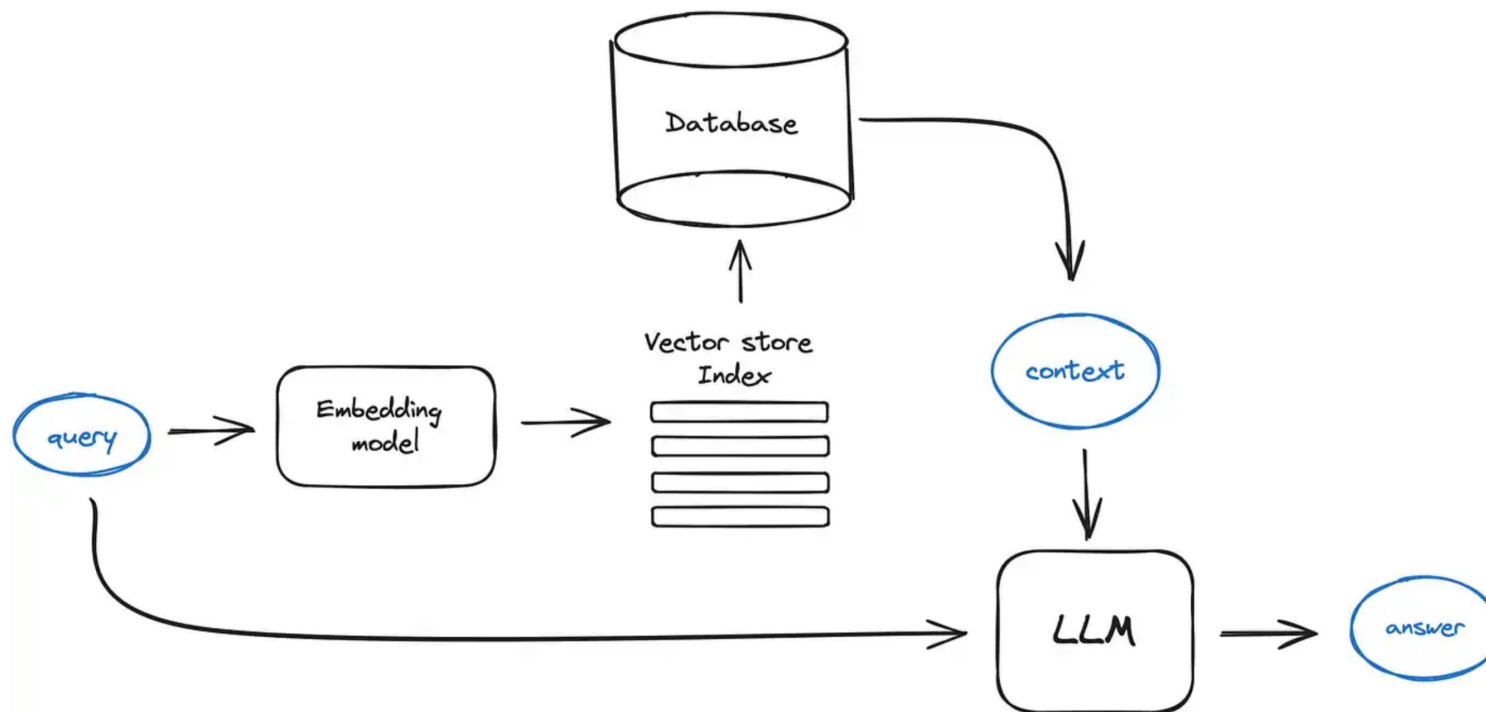 Database
Vector store
Index
query
Embedding
model
context
LLM
answer